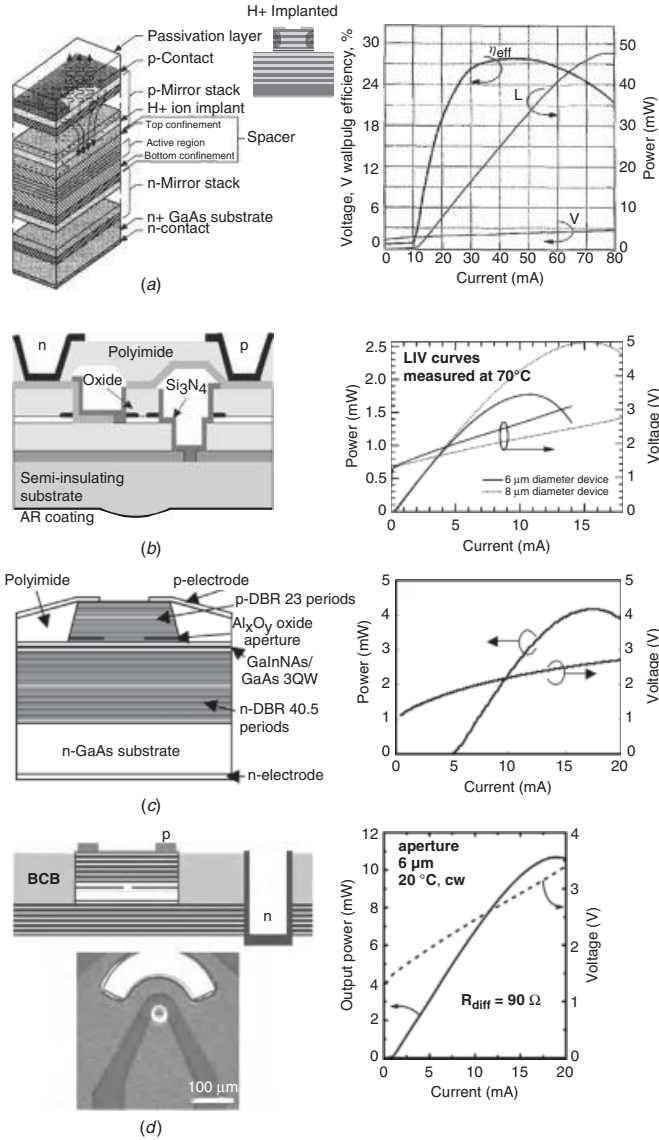 H+ Implanted
Passivation layer
p-Contact
p-Mirror stack
H+ ion implant
Top confinement
Active region
Spacer
Bottom confinement
n-Mirror stack
n+ GaAs substrate
n-contact
(a)
Voltage, V wallpulg efficiency, %
30
27
24
21
18
15
12
9
6
3
0
ηeff
L
V
50
40
30
20
10
5
0
Power (mW)
0 10 20 30 40 50 60 70 80
Current (mA)
n
p
Polyimide
Oxide
Si3N4
Semi-insulating
substrate
AR coating
(b)
LIV curves
measured at 70°C
Power (mW)
2.5
2.0
1.5
1.0
0.5
0
5
4
3
2
1
0
Voltage (V)
6 μm diameter device
8 μm diameter device
0 5 10 15
Current (mA)
Polyimide
p-electrode
p-DBR 23 periods
AlxOy oxide
aperture
GaInNAs/
GaAs 3QW
n-DBR 40.5
periods
n-GaAs substrate
n-electrode
(c)
Power (mW)
5
4
3
2
1
0
5
4
3
2
1
0
Voltage (V)
0 5 10 15 20
Current (mA)
p
BCB
n
100 μm
(d)
aperture
6 μm
20 °C, cw
Output power (mW)
12
10
8
6
4
2
0
4
3
2
1
0
Voltage (V)
Rdiff = 90 Ω
0 5 10 15 20
Current (mA)